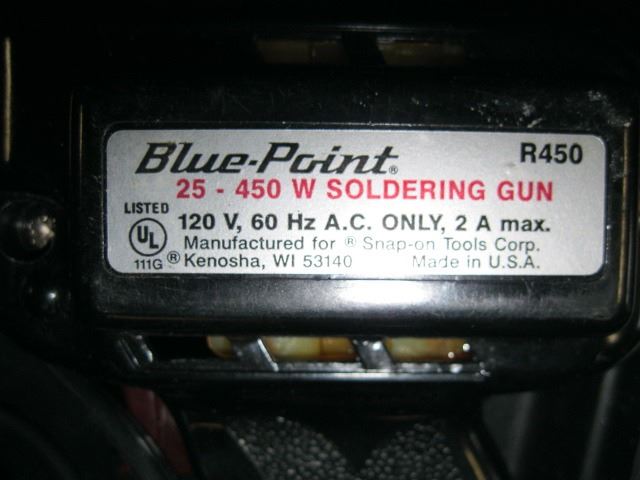 Blue-Point® R450
25 - 450 W SOLDERING GUN
LISTED
120 V, 60 Hz A.C. ONLY, 2 A max.
UL
Manufactured for ® Snap-on Tools Corp.
111G ® Kenosha, WI 53140 Made in U.S.A.